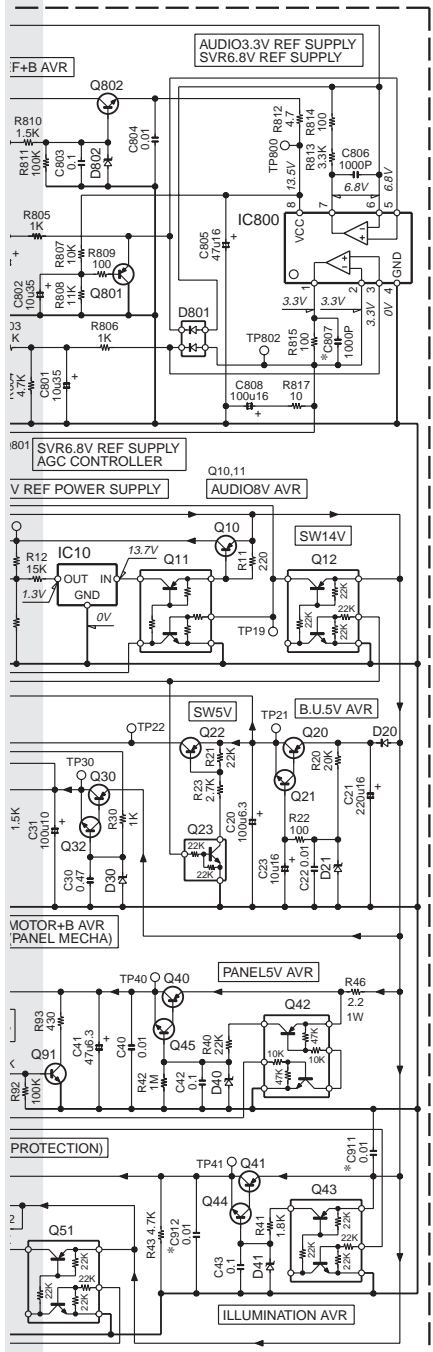 AUDIO3.3V REF SUPPLY
SVR6.8V REF SUPPLY
F+B AVR
Q802
R810
1.5K
R811
100K
C803
0.1
D802
C804
0.01
TP800
13.5V
R812
4.7
R813
3.3K
R814
100
C806
1000P
6.8V
6.8V
8
7
6
5
VCC
IC800
GND
1
2
3
4
3.3V
3.3V
3.3V
0V
R805
1K
R807
10K
R809
100
C802
10u35
R808
11K
Q801
C805
47u16
D801
R806
1K
TP802
R815
100
*C807
1000P
4.7K
C801
10u35
C808
100u16
R817
10
SVR6.8V REF SUPPLY
AGC CONTROLLER
V REF POWER SUPPLY
Q10,11
AUDIO8V AVR
R12
15K
IC10
OUT
IN
GND
13.7V
1.3V
0V
Q11
Q10
R11
220
TP19
SW14V
Q12
22K
22K
22K
22K
TP22
SW5V
Q22
R21
22K
R23
2.7K
Q23
22K
22K
C20
100u6.3
TP21
B.U.5V AVR
Q20
Q21
R20
20K
D20
C21
220u16
R22
100
C23
10u16
C22 0.01
D21
TP30
Q30
1.5K
C31
100u10
Q32
R30
1K
C30
0.47
D30
MOTOR+B AVR
(PANEL MECHA)
TP40
Q40
PANEL5V AVR
R46
2.2
1W
R93
430
Q91
R92
100K
C41
47u6.3
C40
0.01
Q45
R42
1M
C42
0.1
R40
22K
D40
Q42
47K
10K
10K
47K
PROTECTION)
*C911
0.01
TP41
Q41
Q44
R43 4.7K
*C912
0.01
R41
1.8K
C43
0.1
D41
Q43
22K
22K
22K
22K
Q51
22K
22K
22K
22K
ILLUMINATION AVR